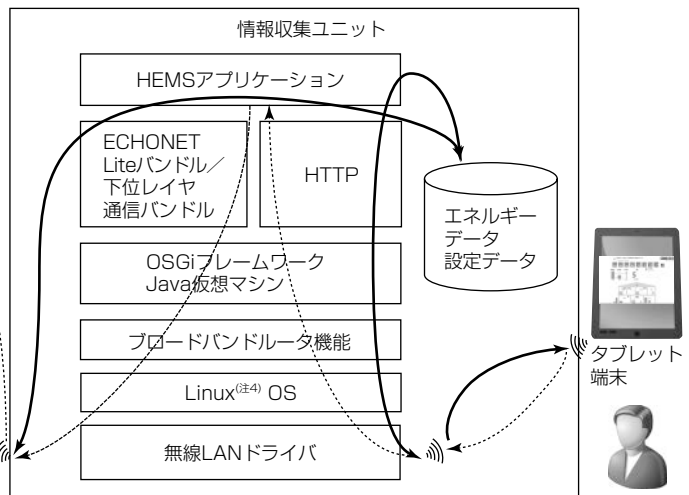 情報収集ユニット
HEMSアプリケーション
ECHONET
Liteバンドル／
下位レイヤ
通信バンドル
HTTP
エネルギー
データ
設定データ
OSGiフレームワーク
Java仮想マシン
ブロードバンドルータ機能
Linux(注4) OS
無線LANドライバ
タブレット
端末